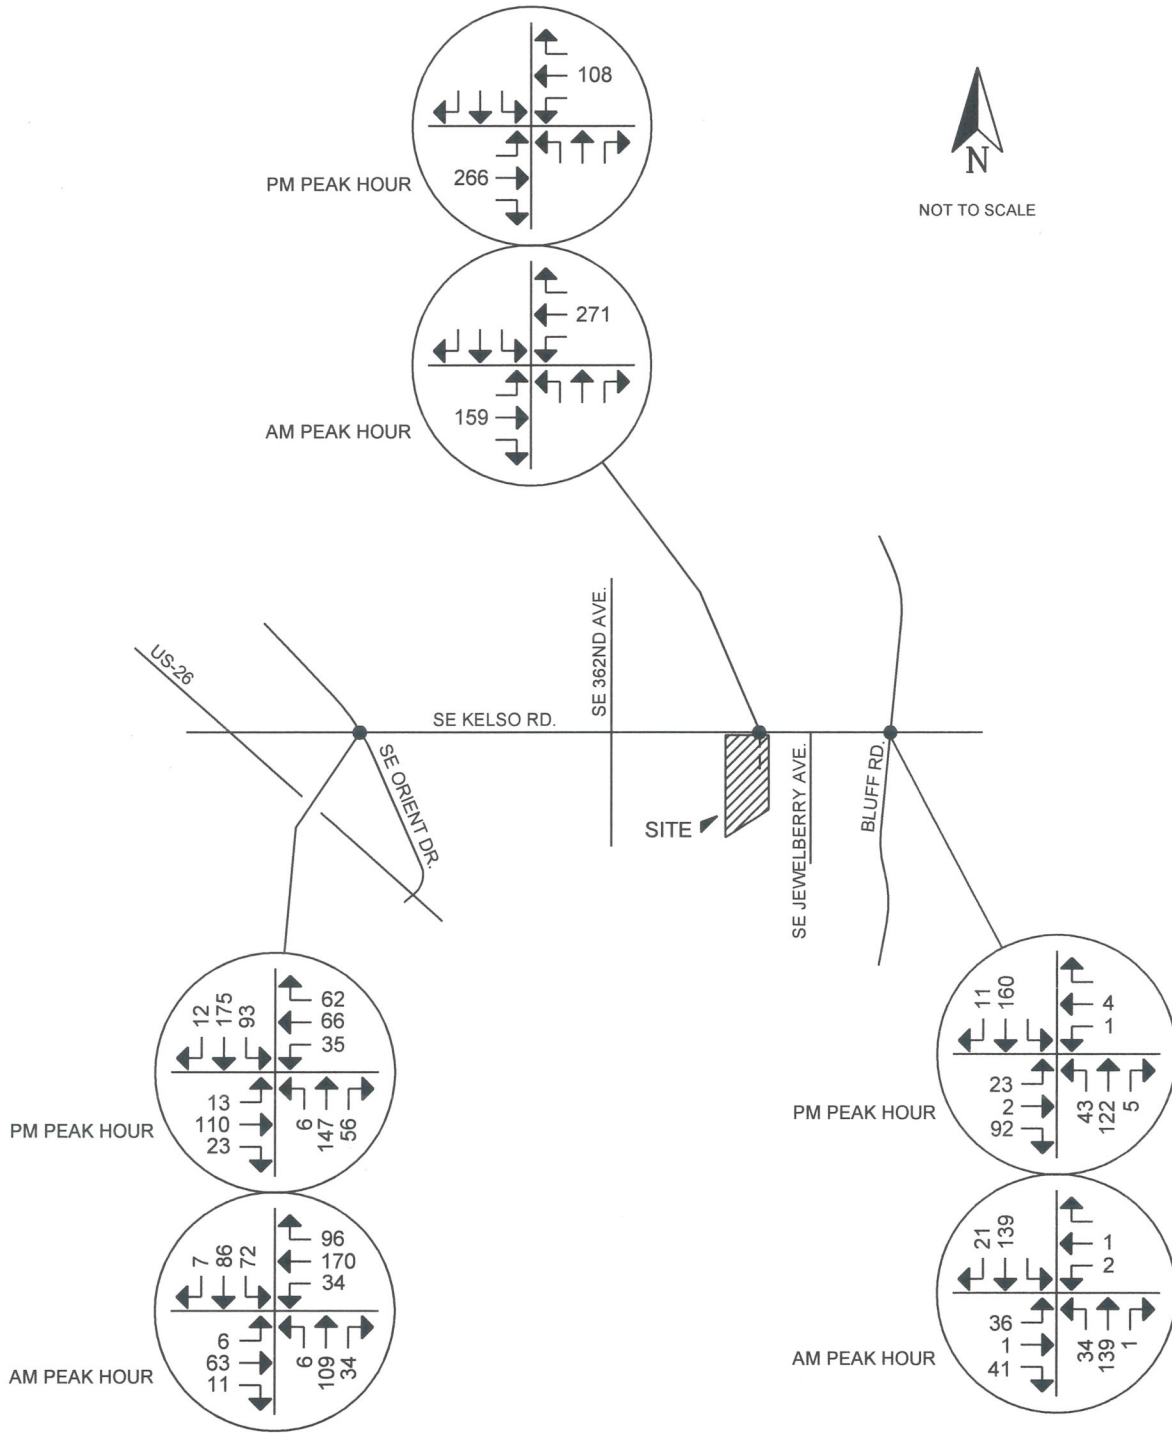 108
266
PM PEAK HOUR
N
NOT TO SCALE
271
159
AM PEAK HOUR
US-26
SE KELSO RD.
SE 362ND AVE.
SE ORIENT DR.
SITE
SE JEWELBERRY AVE.
BLUFF RD.
12 175 93
62
66
35
13
110
23
6 147 56
PM PEAK HOUR
7 86 72
96
170
34
6
63
11
6 109 34
AM PEAK HOUR
11 160
4
1
23
2
92
43 122 5
PM PEAK HOUR
21 139
1
2
36
1
41
34 139 1
AM PEAK HOUR